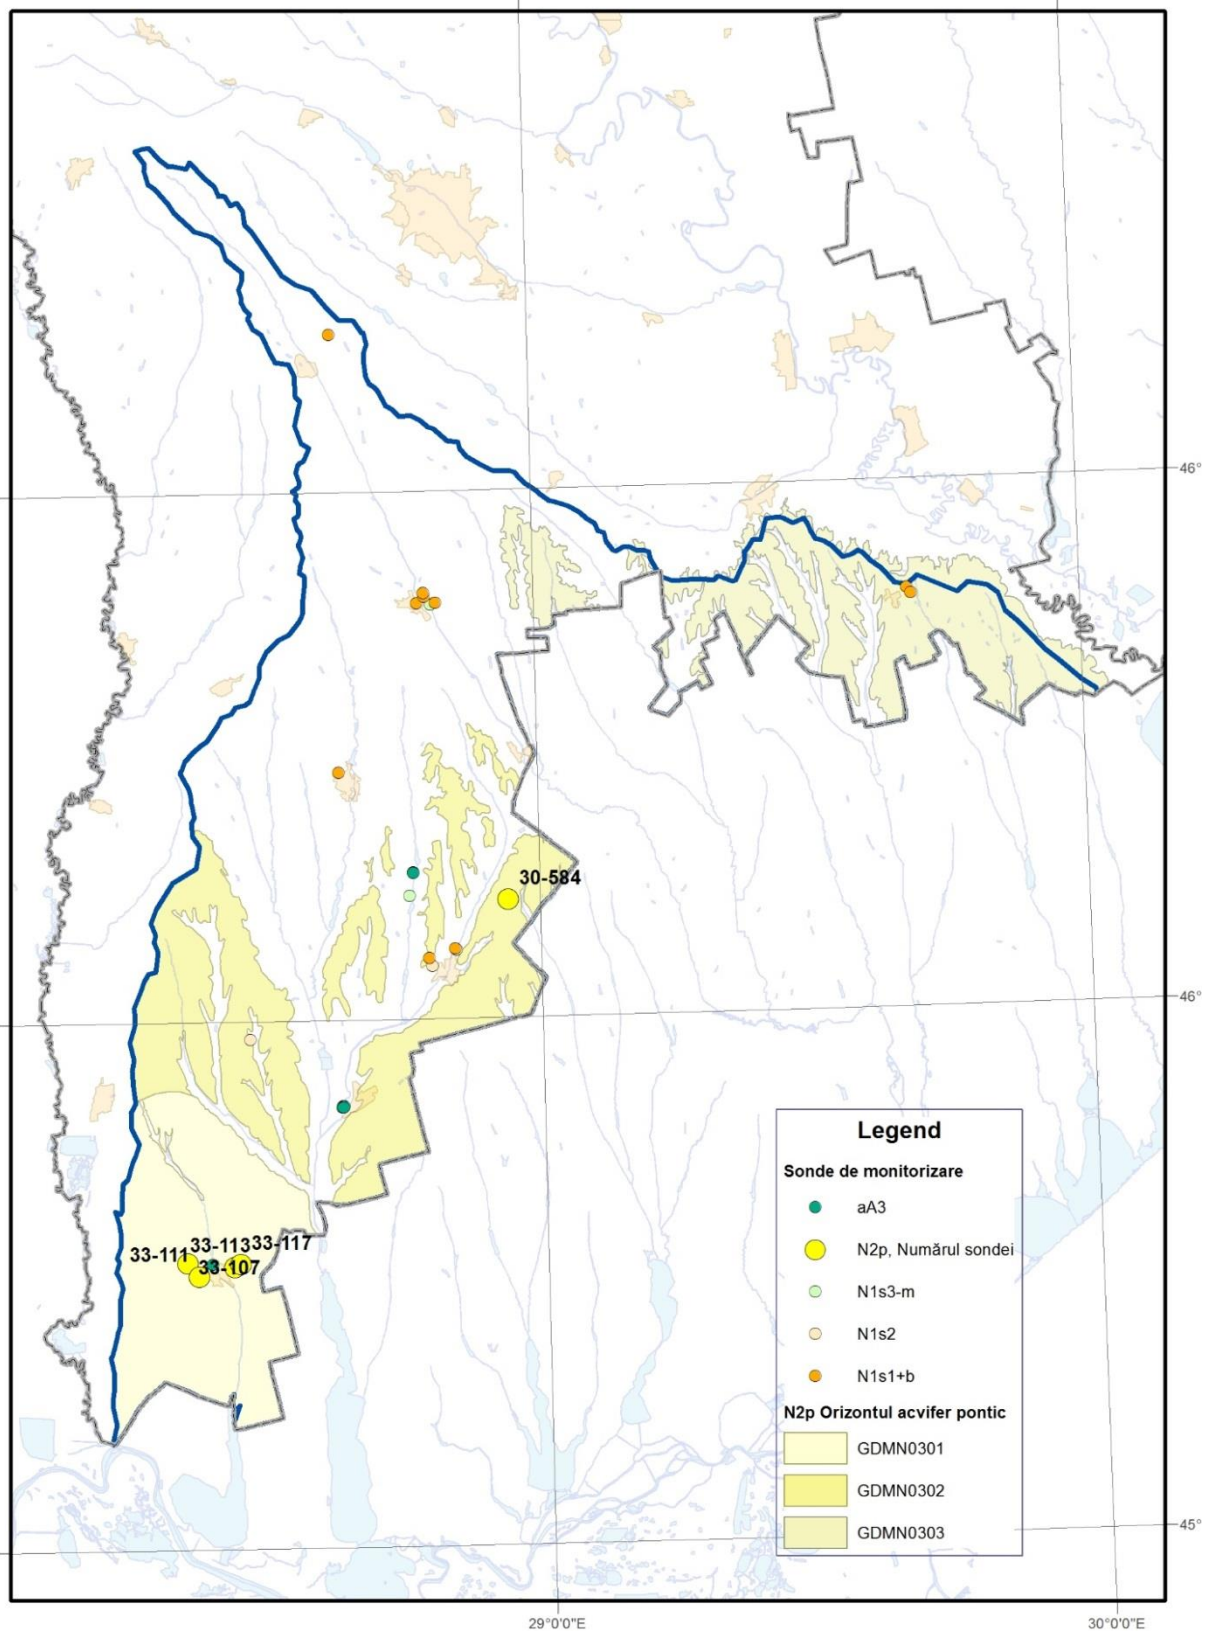 46°
30-584
46°
33-111
33-113
33-117
33-107
Legend
Sonde de monitorizare
aA3
N2p, Numărul sondei
N1s3-m
N1s2
N1s1+b
N2p Orizontul acvifer pontic
GDMN0301
GDMN0302
GDMN0303
45°
29°0'0"E
30°0'0"E